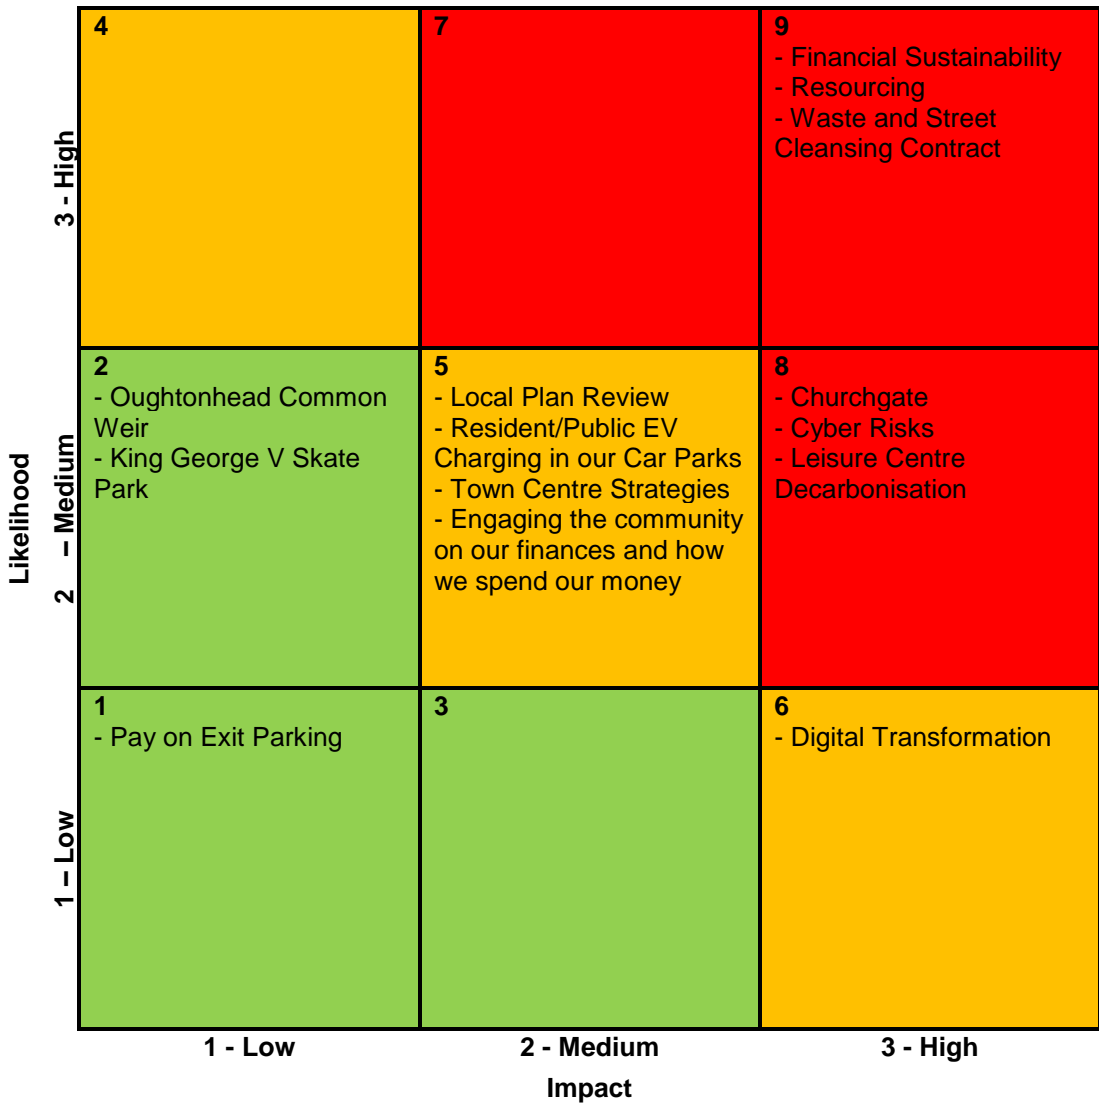 4
7
9
- Financial Sustainability
- Resourcing
- Waste and Street
Cleansing Contract
3 - High
2
- Oughtonhead Common
Weir
- King George V Skate
Park
5
- Local Plan Review
- Resident/Public EV
Charging in our Car Parks
- Town Centre Strategies
- Engaging the community
on our finances and how
we spend our money
8
- Churchgate
- Cyber Risks
- Leisure Centre
Decarbonisation
Likelihood
2 – Medium
1
- Pay on Exit Parking
3
6
- Digital Transformation
1 – Low
1 - Low
2 - Medium
3 - High
Impact